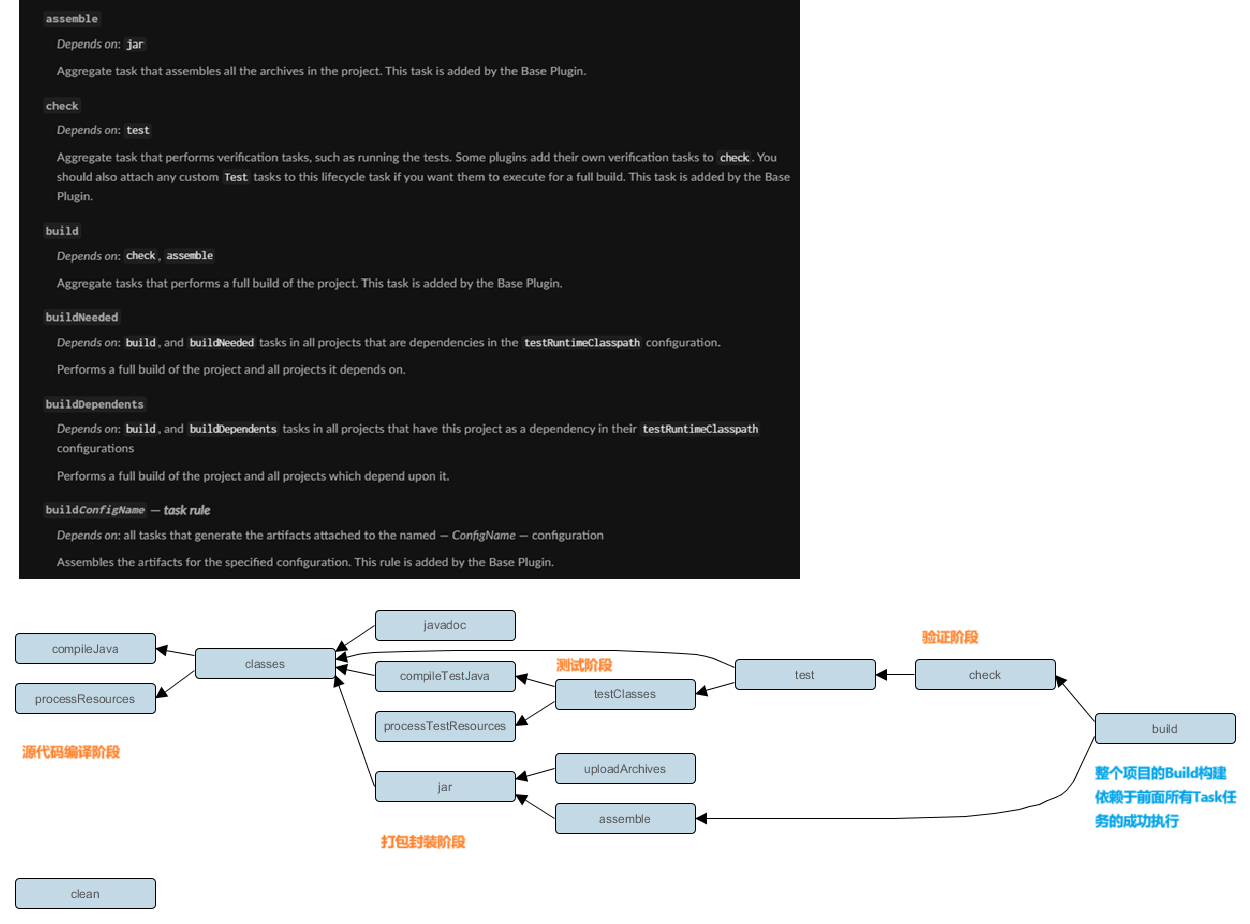 assemble
Depends on: jar
Aggregate task that assembles all the archives in the project. This task is added by the Base Plugin.
check
Depends on: test
Aggregate task that performs verification tasks, such as running the tests. Some plugins add their own verification tasks to check. You
should also attach any custom Test tasks to this lifecycle task if you want them to execute for a full build. This task is added by the Base
Plugin.
build
Depends on: check, assemble
Aggregate tasks that performs a full build of the project. This task is added by the Base Plugin.
buildNeeded
Depends on: build, and buildNeeded tasks in all projects that are dependencies in the testRuntimeClasspath configuration.
Performs a full build of the project and all projects it depends on.
buildDependents
Depends on: build, and buildDependents tasks in all projects that have this project as a dependency in their testRuntimeClasspath
configurations
Performs a full build of the project and all projects which depend upon it.
buildConfigName — task rule
Depends on: all tasks that generate the artifacts attached to the named — ConfigName — configuration
Assembles the artifacts for the specified configuration. This rule is added by the Base Plugin.
compileJava
processResources
源代码编译阶段
classes
javadoc
compileTestJava
processTestResources
测试阶段
testClasses
jar
uploadArchives
assemble
打包封装阶段
test
验证阶段
check
build
整个项目的Build构建
依赖于前面所有Task任
务的成功执行
clean